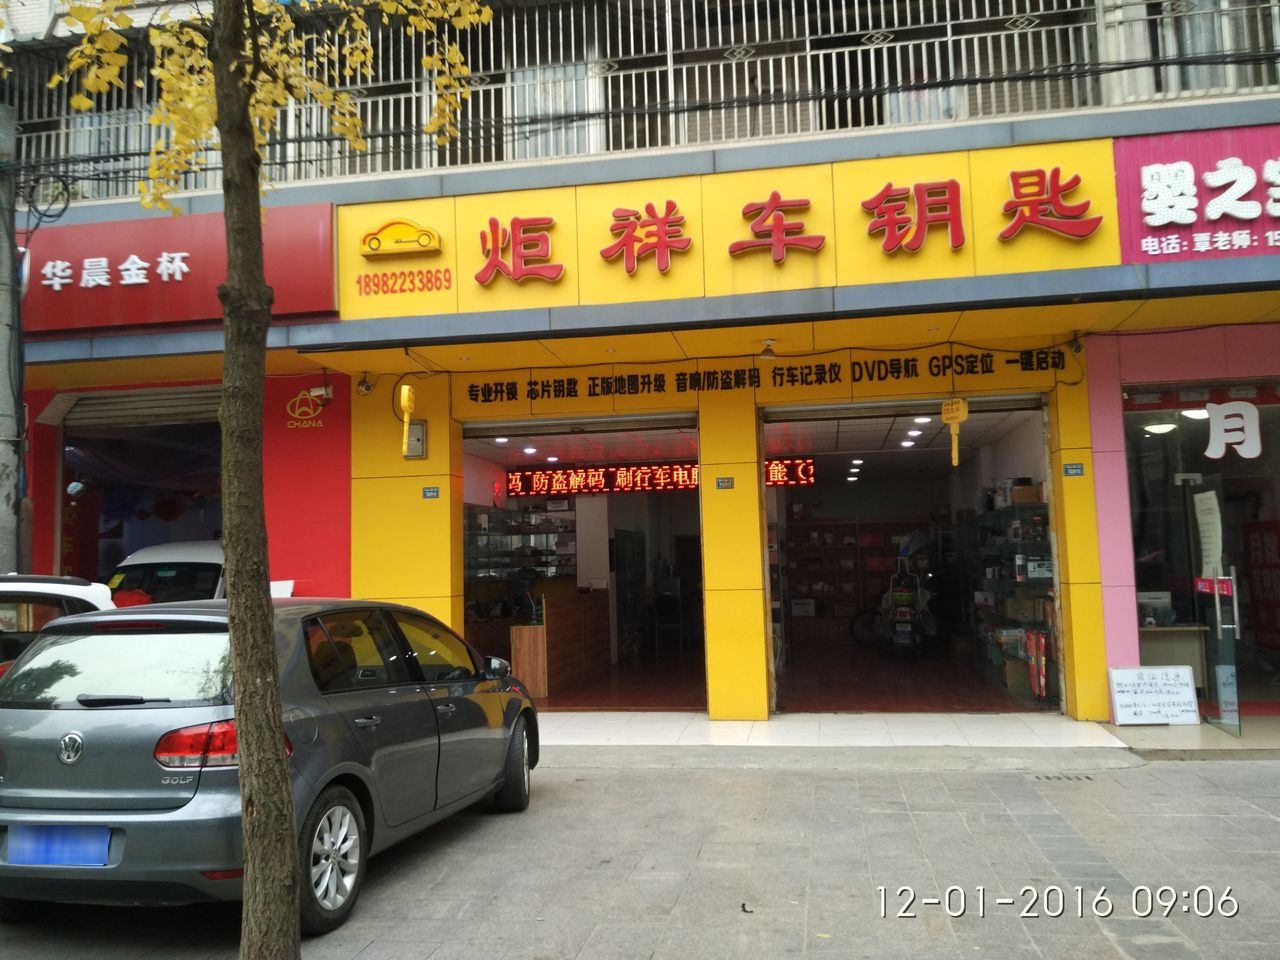 华晨金杯
18982233869
炬祥车钥匙
婴之
电话:覃老师:15
专业开锁 芯片钥匙 正版地图升级 音响/防盗解码 行车记录仪 DVD导航 GPS定位 一键启动
CHANA
防盗解码 刷行车电脑
能
月
GOLF
12-01-2016 09:06